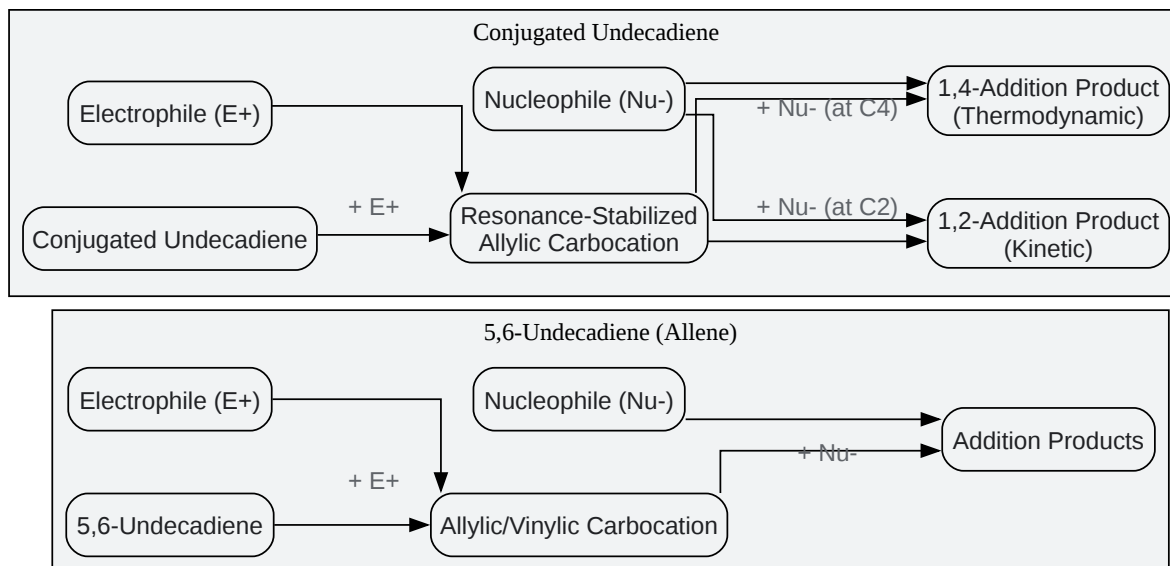 Conjugated Undecadiene
Electrophile (E+)
Nucleophile (Nu-)
+ Nu- (at C4)
1,4-Addition Product
(Thermodynamic)
Conjugated Undecadiene
+ E+
Resonance-Stabilized
Allylic Carbocation
+ Nu- (at C2)
1,2-Addition Product
(Kinetic)
5,6-Undecadiene (Allene)
Electrophile (E+)
Nucleophile (Nu-)
+ Nu-
Addition Products
5,6-Undecadiene
+ E+
Allylic/Vinylic Carbocation